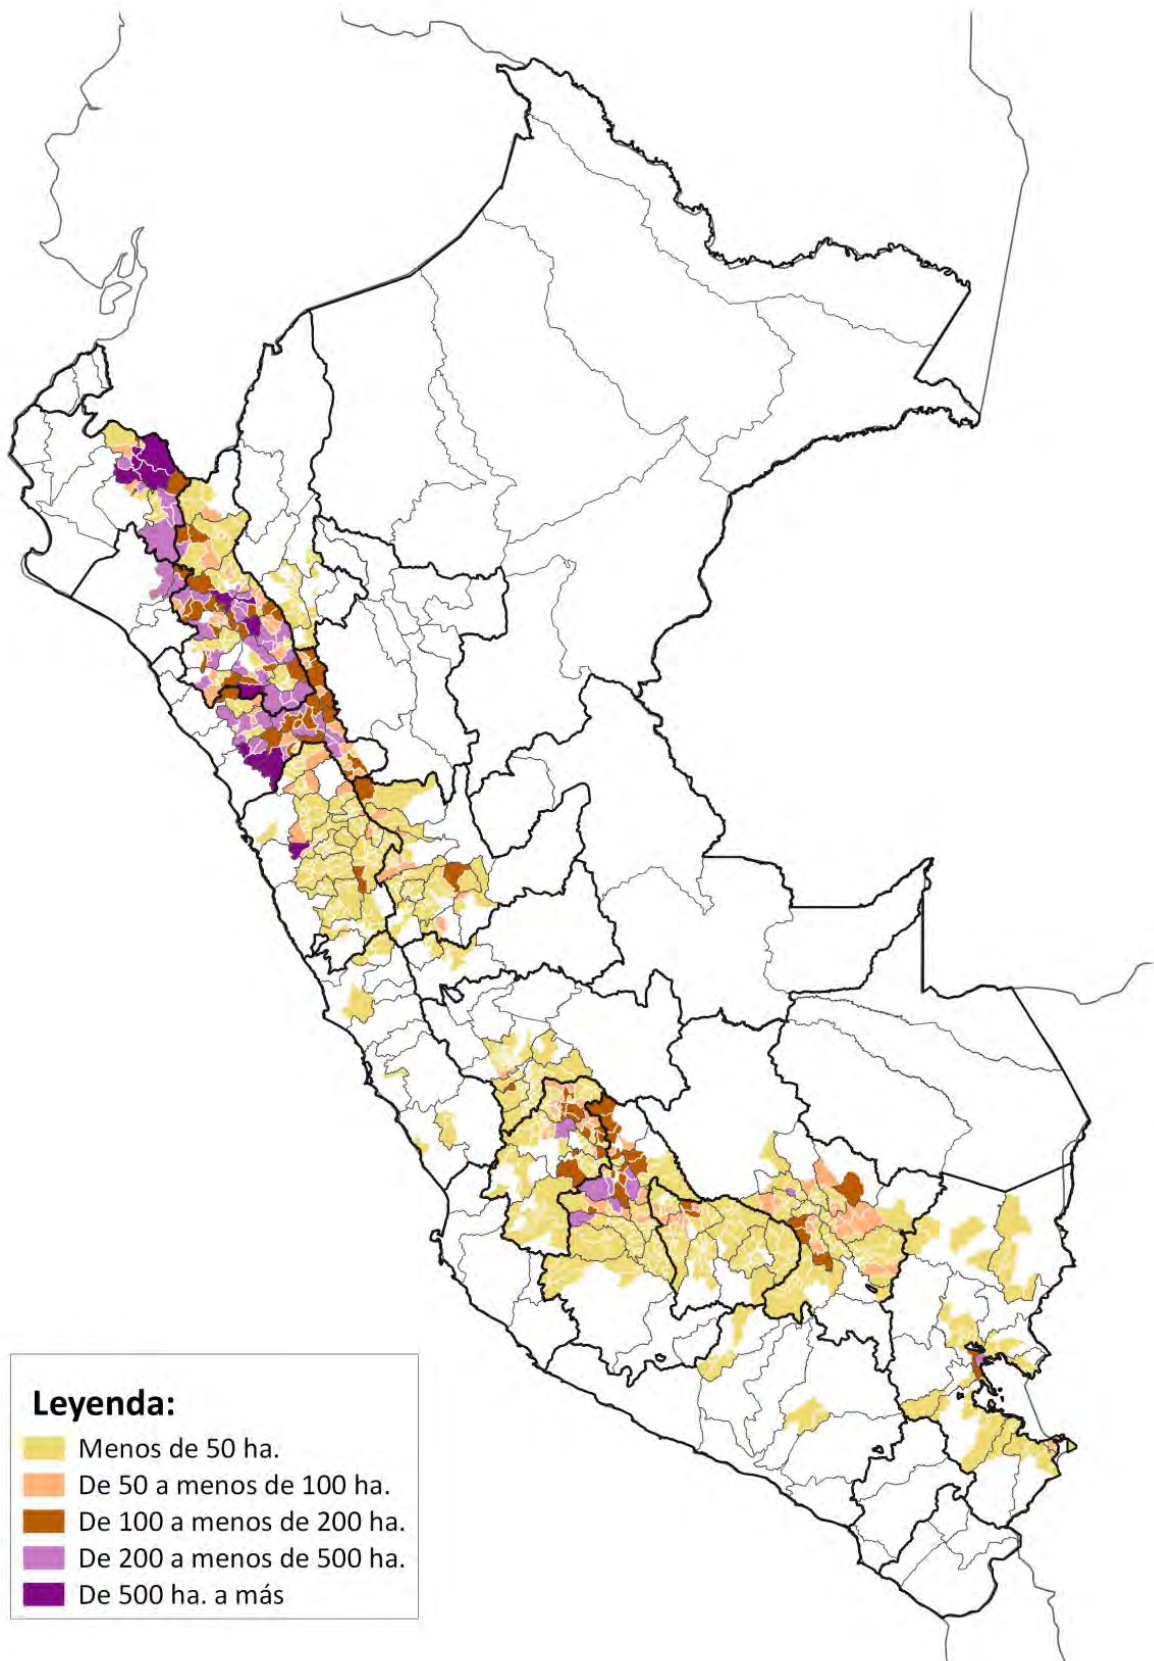 Leyenda:
Menos de 50 ha.
De 50 a menos de 100 ha.
De 100 a menos de 200 ha.
De 200 a menos de 500 ha.
De 500 ha. a más